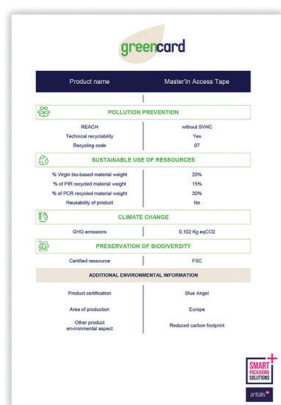 greencard
Product name Master'in Access Tape
POLLUTION PREVENTION
REACH without SVHC
Technical recyclability Yes
Recycling code 07
SUSTAINABLE USE OF RESSOURCES
% Virgin bio-based material weight 20%
% of PIR recycled material weight 15%
% of PCR recycled material weight 30%
Reusability of product No
CLIMATE CHANGE
GHG emissions 0,102 Kg eqCO2
PRESERVATION OF BIODIVERSITY
Certified ressource FSC
ADDITIONAL ENVIRONMENTAL INFORMATION
Product certification Blue Angel
Area of production Europe
Other product
environmental aspect Reduced carbon footprint
SMART+
PACKAGING
SOLUTIONS
antalis